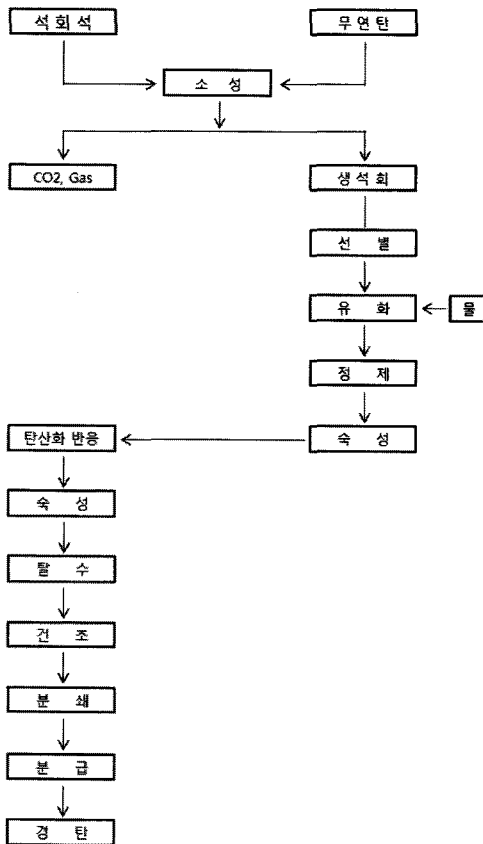 석회석
무연탄
소 성
CO2, Gas
생석회
선 별
유 화
물
정 제
탄산화 반응
숙 성
숙 성
탈 수
건 조
분 쇄
분 급
경 탄